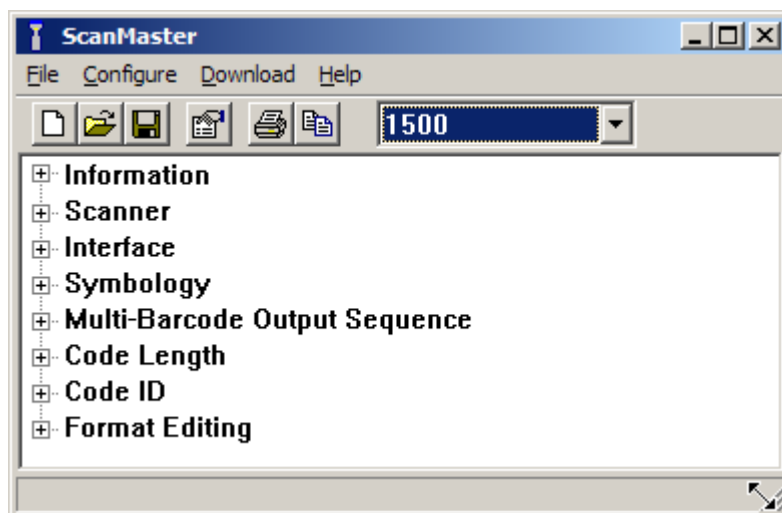 ScanMaster
File Configure Download Help
1500
Information
Scanner
Interface
Symbology
Multi-Barcode Output Sequence
Code Length
Code ID
Format Editing